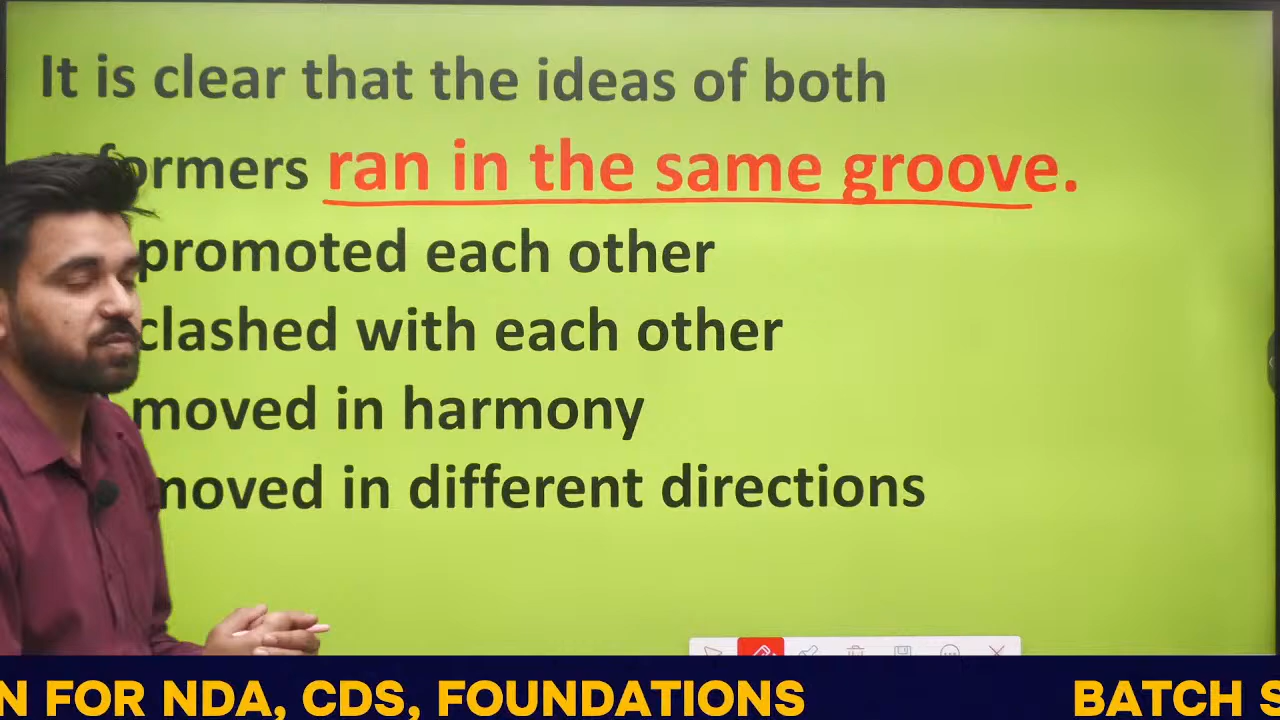 It is clear that the ideas of both
formers ran in the same groove.
promoted each other
clashed with each other
moved in harmony
moved in different directions
N FOR NDA, CDS, FOUNDATIONS
BATCH S